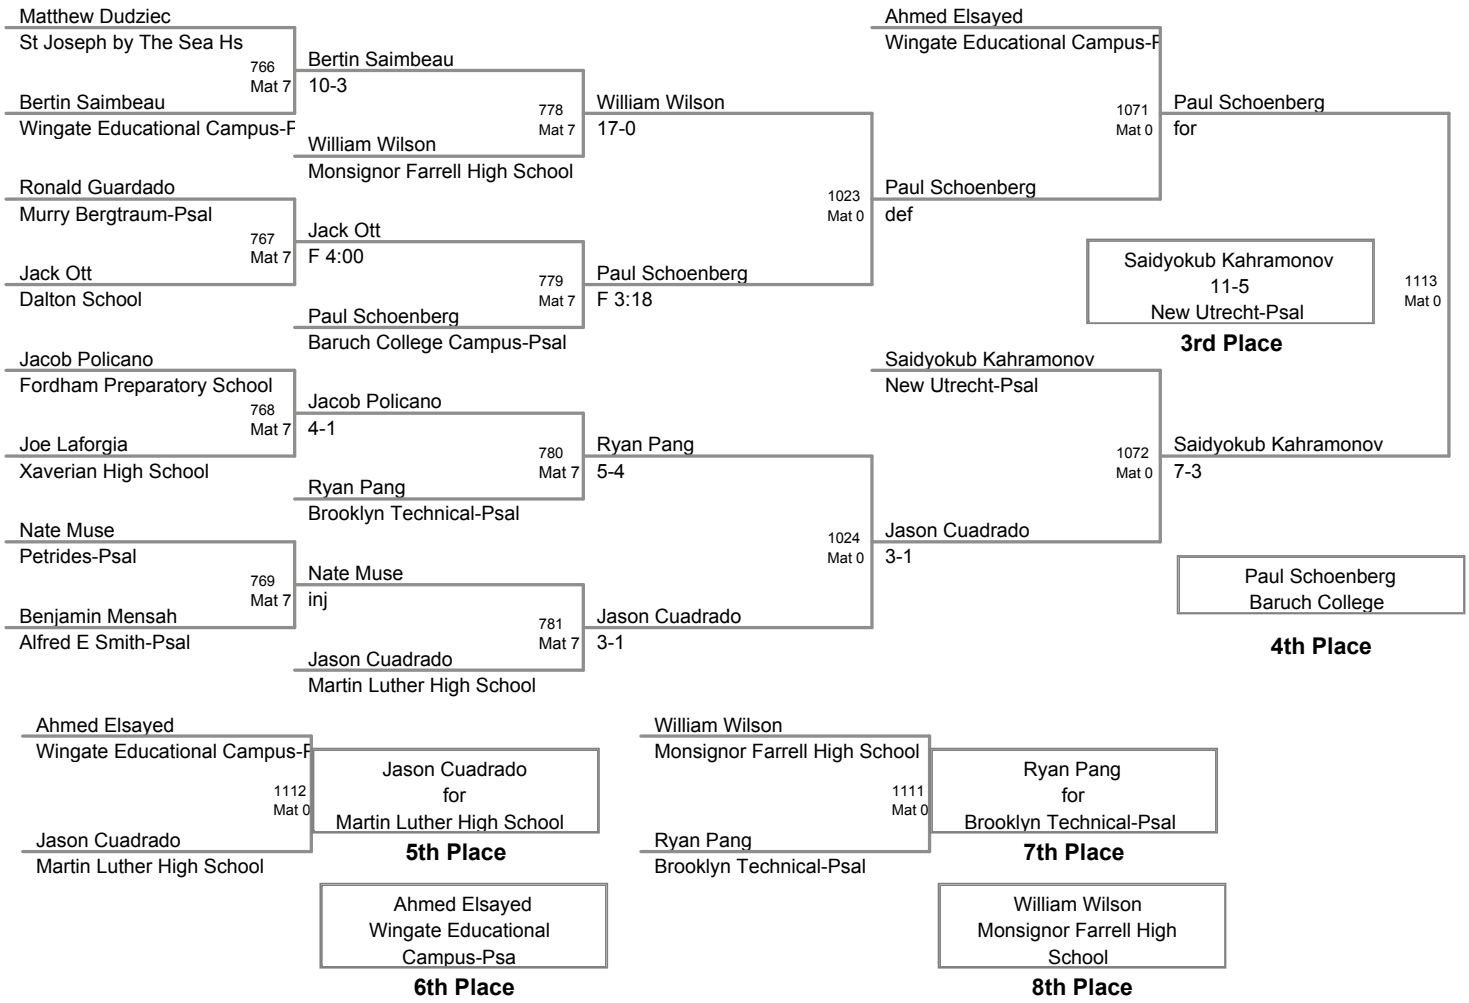 Matthew Dudziec
St Joseph by The Sea Hs
766
Mat 7
Bertin Saimbeau
Wingate Educational Campus-P
Bertin Saimbeau
10-3
778
Mat 7
William Wilson
Monsignor Farrell High School
William Wilson
17-0
Ronald Guardado
Murry Bergtraum-Psal
767
Mat 7
Jack Ott
Dalton School
Jack Ott
F 4:00
779
Mat 7
Paul Schoenberg
Baruch College Campus-Psal
Paul Schoenberg
F 3:18
1023
Mat 0
Paul Schoenberg
def
Ahmed Elsayed
Wingate Educational Campus-P
1071
Mat 0
Paul Schoenberg
for
Saidyokub Kahramonov
11-5
New Utrecht-Psal
3rd Place
1113
Mat 0
Jacob Policano
Fordham Preparatory School
768
Mat 7
Joe Laforgia
Xaverian High School
Jacob Policano
4-1
780
Mat 7
Ryan Pang
Brooklyn Technical-Psal
Ryan Pang
5-4
Nate Muse
Petrides-Psal
769
Mat 7
Benjamin Mensah
Alfred E Smith-Psal
Nate Muse
inj
781
Mat 7
Jason Cuadrado
Martin Luther High School
Jason Cuadrado
3-1
1024
Mat 0
Jason Cuadrado
3-1
Saidyokub Kahramonov
New Utrecht-Psal
1072
Mat 0
Saidyokub Kahramonov
7-3
Paul Schoenberg
Baruch College
4th Place
Ahmed Elsayed
Wingate Educational Campus-P
1112
Mat 0
Jason Cuadrado
Martin Luther High School
Jason Cuadrado
for
Martin Luther High School
5th Place
Ahmed Elsayed
Wingate Educational
Campus-Psa
6th Place
William Wilson
Monsignor Farrell High School
1111
Mat 0
Ryan Pang
Brooklyn Technical-Psal
Ryan Pang
for
Brooklyn Technical-Psal
7th Place
William Wilson
Monsignor Farrell High
School
8th Place